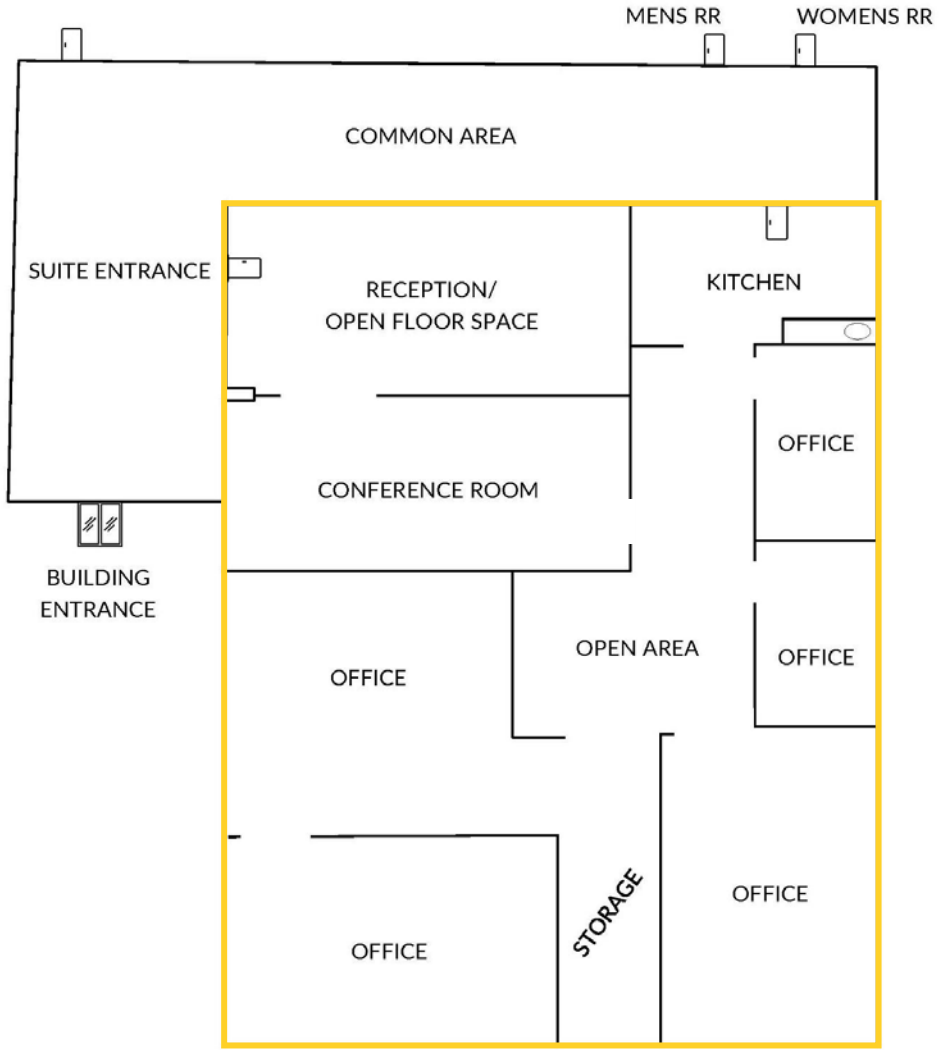 MENS RR
WOMENS RR
COMMON AREA
SUITE ENTRANCE
RECEPTION/
OPEN FLOOR SPACE
KITCHEN
OFFICE
CONFERENCE ROOM
BUILDING
ENTRANCE
OPEN AREA
OFFICE
OFFICE
OFFICE
STORAGE
OFFICE